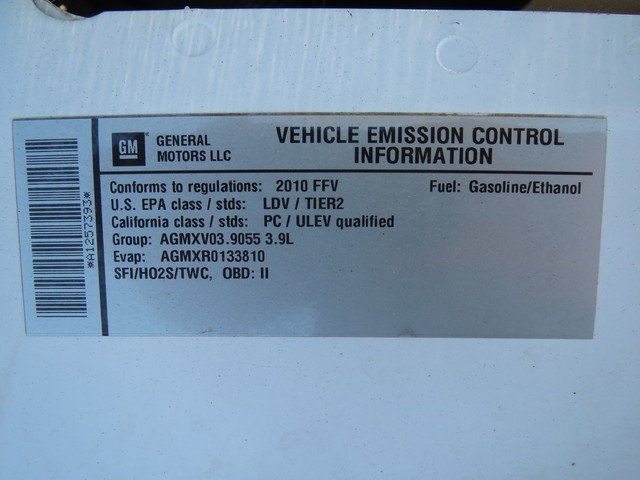 GM
GENERAL
MOTORS LLC
VEHICLE EMISSION CONTROL
INFORMATION
Conforms to regulations: 2010 FFV
Fuel: Gasoline/Ethanol
U.S. EPA class / stds: LDV / TIER2
California class / stds: PC / ULEV qualified
Group: AGMXV03.9055 3.9L
Evap: AGMXR0133810
SFI/HO2S/TWC, OBD: II
*A1257393*